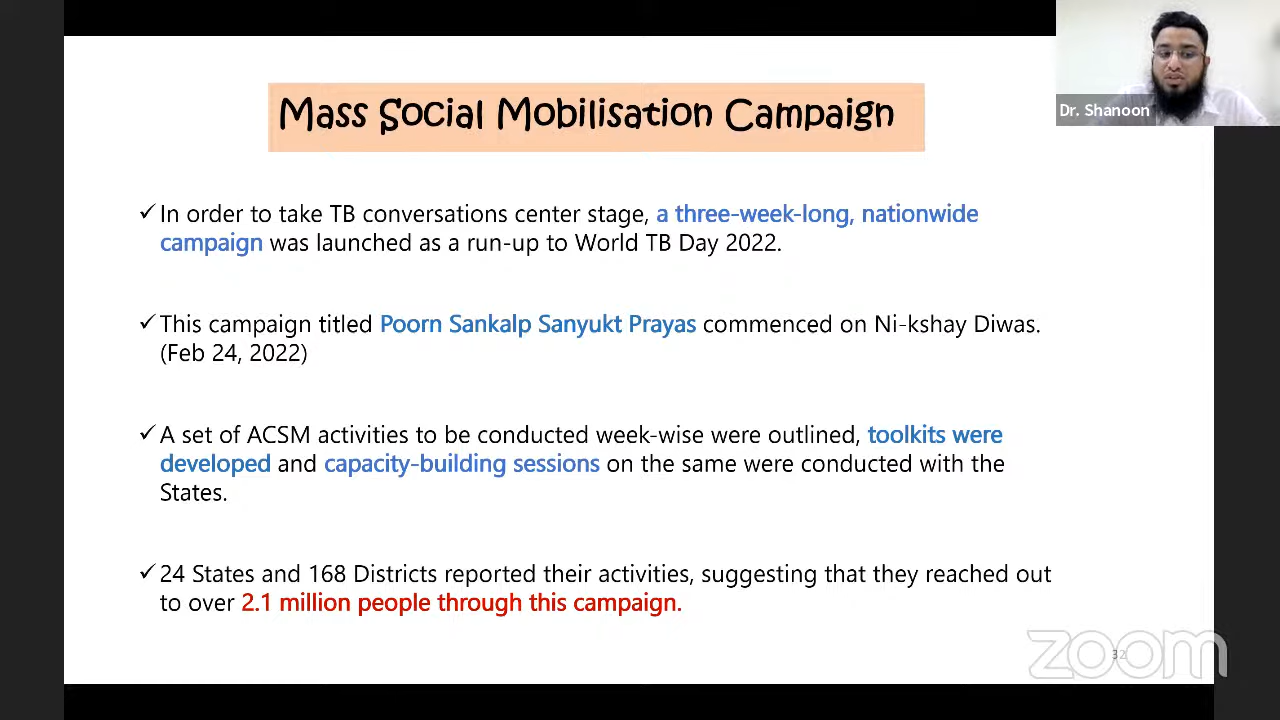 Mass Social Mobilisation Campaign
Dr. Shanoon
✓In order to take TB conversations center stage, a three-week-long, nationwide
campaign was launched as a run-up to World TB Day 2022.
✓This campaign titled Poorn Sankalp Sanyukt Prayas commenced on Ni-kshay Diwas.
(Feb 24, 2022)
✓A set of ACSM activities to be conducted week-wise were outlined, toolkits were
developed and capacity-building sessions on the same were conducted with the
States.
✓24 States and 168 Districts reported their activities, suggesting that they reached out
to over 2.1 million people through this campaign.
32
zoom